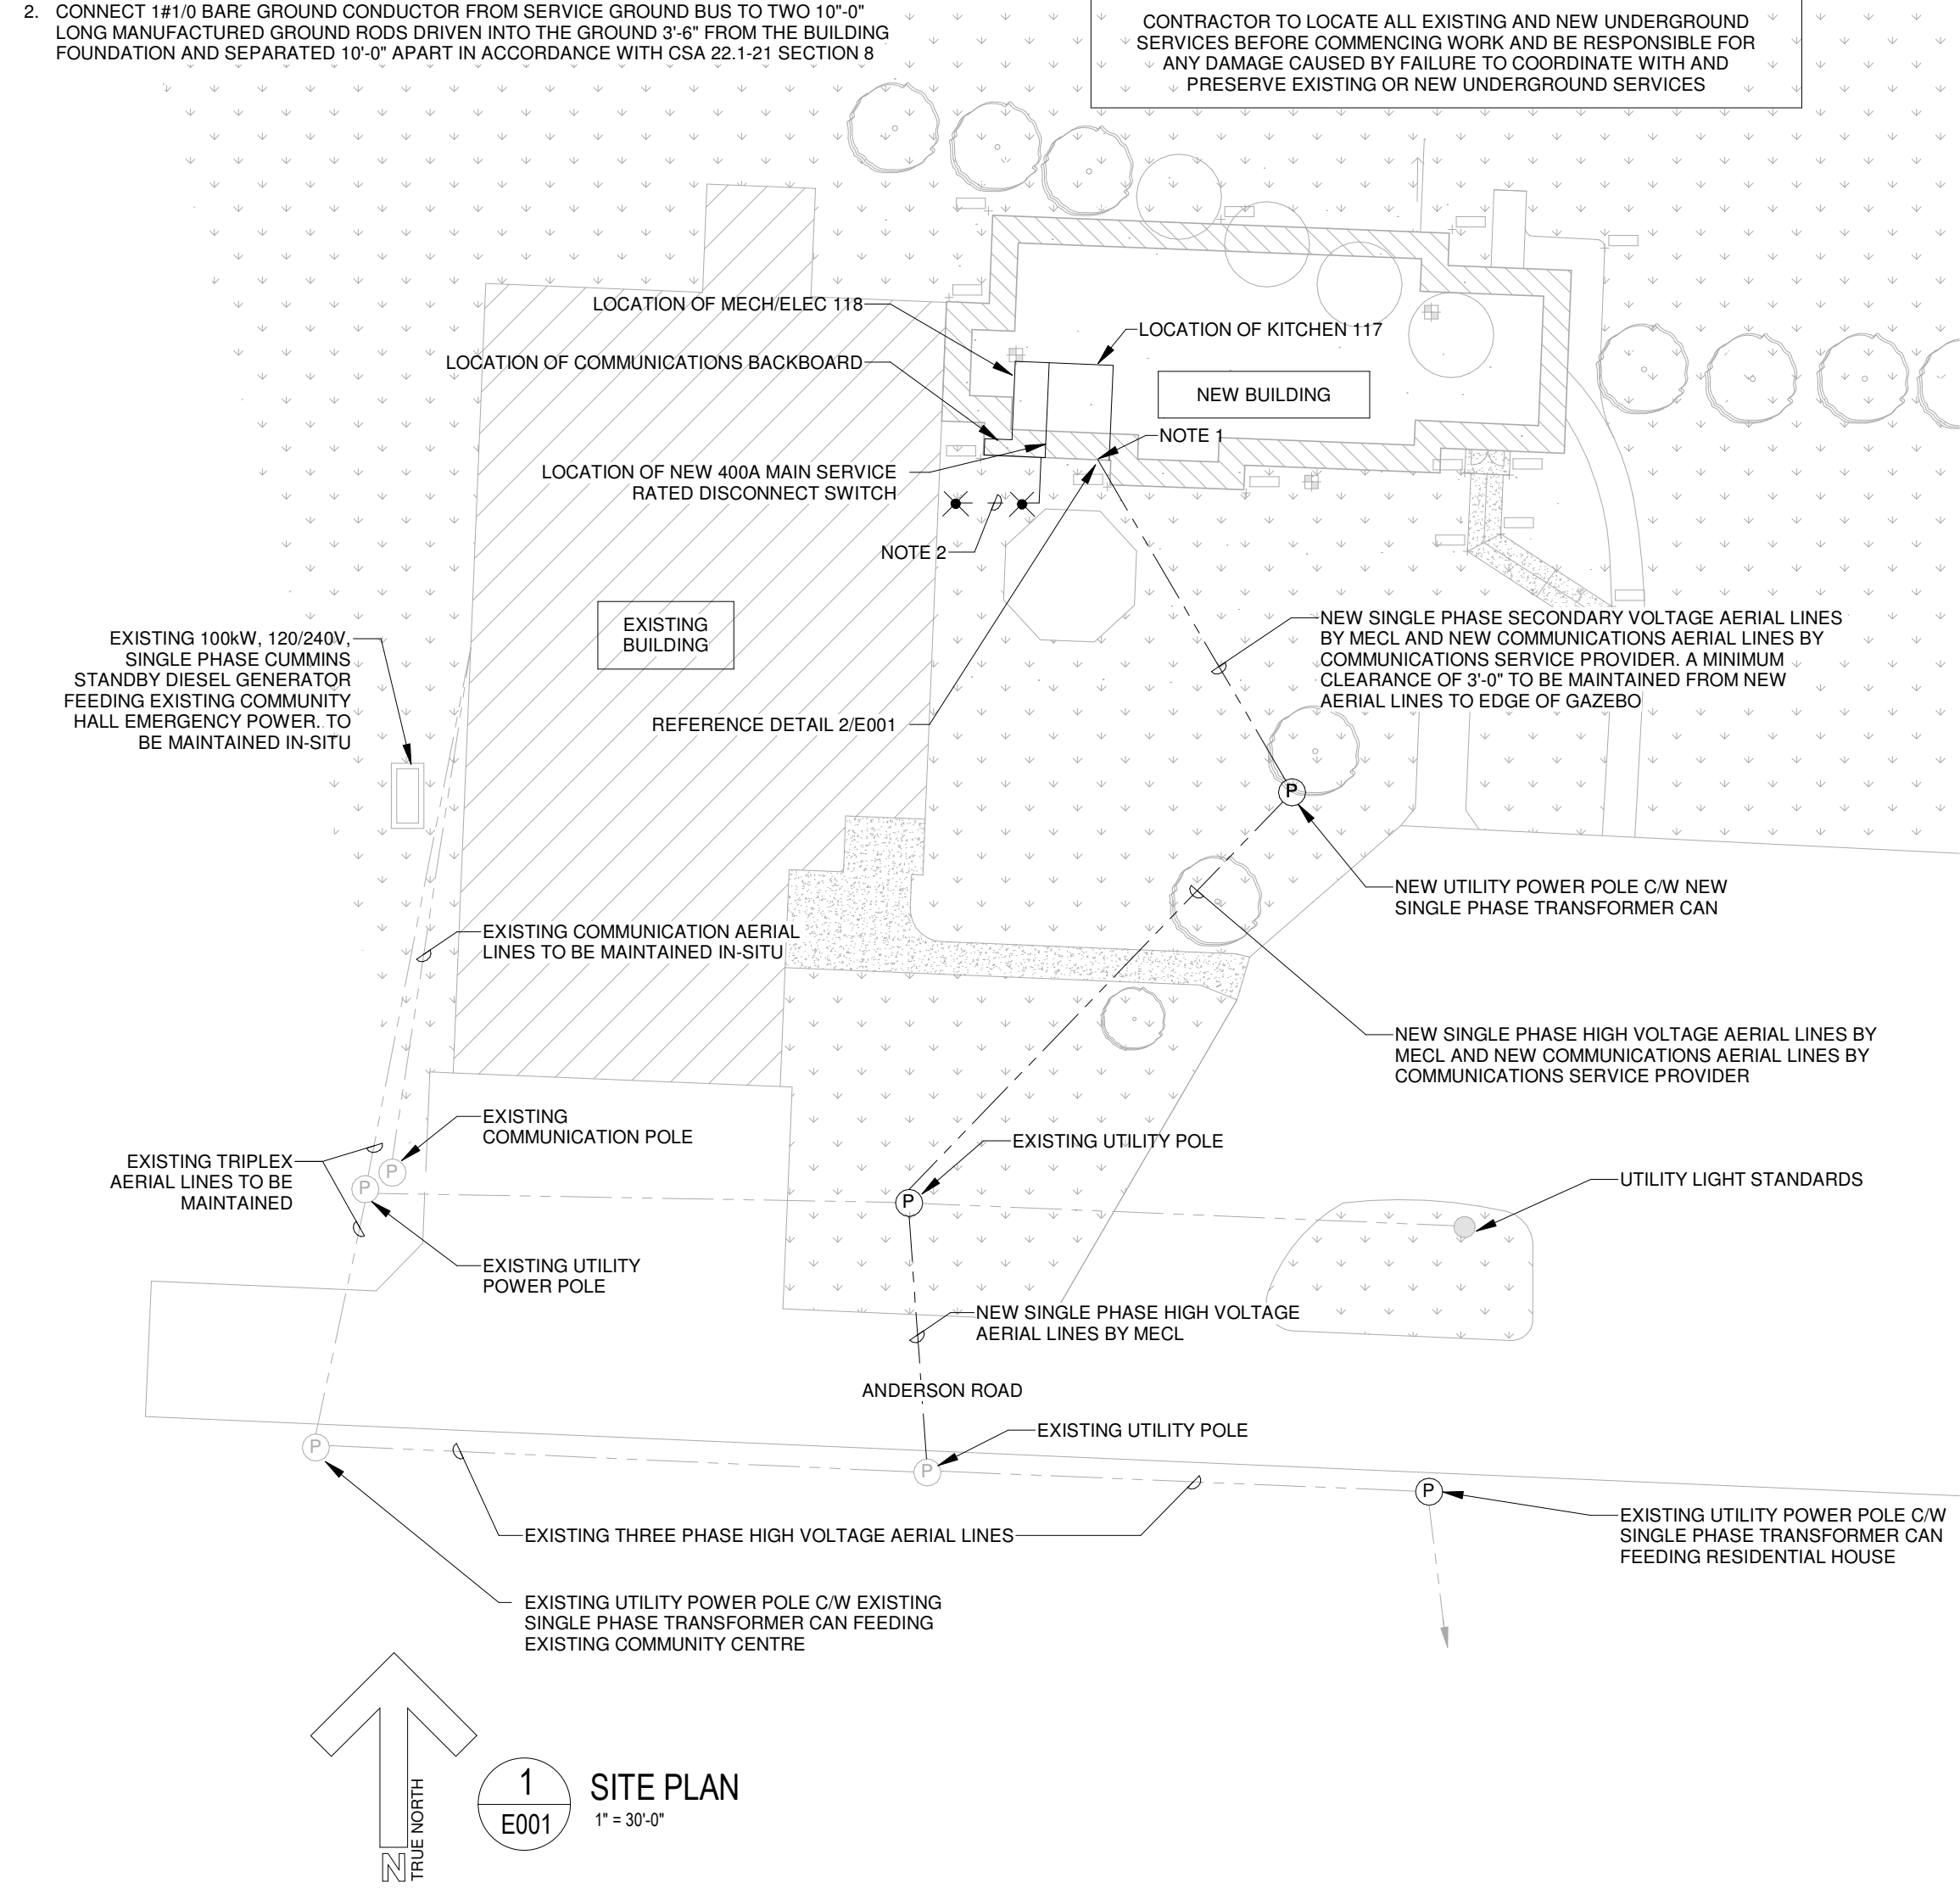 2. CONNECT 1#1/0 BARE GROUND CONDUCTOR FROM SERVICE GROUND BUS TO TWO 10"-0"
LONG MANUFACTURED GROUND RODS DRIVEN INTO THE GROUND 3'-6" FROM THE BUILDING
FOUNDATION AND SEPARATED 10'-0" APART IN ACCORDANCE WITH CSA 22.1-21 SECTION 8
CONTRACTOR TO LOCATE ALL EXISTING AND NEW UNDERGROUND
SERVICES BEFORE COMMENCING WORK AND BE RESPONSIBLE FOR
ANY DAMAGE CAUSED BY FAILURE TO COORDINATE WITH AND
PRESERVE EXISTING OR NEW UNDERGROUND SERVICES
LOCATION OF MECH/ELEC 118
LOCATION OF KITCHEN 117
LOCATION OF COMMUNICATIONS BACKBOARD
NEW BUILDING
NOTE 1
LOCATION OF NEW 400A MAIN SERVICE
RATED DISCONNECT SWITCH
NOTE 2
EXISTING
BUILDING
EXISTING 100kW, 120/240V,
SINGLE PHASE CUMMINS
STANDBY DIESEL GENERATOR
FEEDING EXISTING COMMUNITY
HALL EMERGENCY POWER. TO
BE MAINTAINED IN-SITU
NEW SINGLE PHASE SECONDARY VOLTAGE AERIAL LINES
BY MECL AND NEW COMMUNICATIONS AERIAL LINES BY
COMMUNICATIONS SERVICE PROVIDER. A MINIMUM
CLEARANCE OF 3'-0" TO BE MAINTAINED FROM NEW
AERIAL LINES TO EDGE OF GAZEBO
REFERENCE DETAIL 2/E001
P
NEW UTILITY POWER POLE C/W NEW
SINGLE PHASE TRANSFORMER CAN
EXISTING COMMUNICATION AERIAL
LINES TO BE MAINTAINED IN-SITU
NEW SINGLE PHASE HIGH VOLTAGE AERIAL LINES BY
MECL AND NEW COMMUNICATIONS AERIAL LINES BY
COMMUNICATIONS SERVICE PROVIDER
EXISTING
COMMUNICATION POLE
EXISTING UTILITY POLE
EXISTING TRIPLEX
AERIAL LINES TO BE
MAINTAINED
P
P
P
UTILITY LIGHT STANDARDS
EXISTING UTILITY
POWER POLE
NEW SINGLE PHASE HIGH VOLTAGE
AERIAL LINES BY MECL
ANDERSON ROAD
EXISTING UTILITY POLE
P
P
P
EXISTING THREE PHASE HIGH VOLTAGE AERIAL LINES
EXISTING UTILITY POWER POLE C/W
SINGLE PHASE TRANSFORMER CAN
FEEDING RESIDENTIAL HOUSE
EXISTING UTILITY POWER POLE C/W EXISTING
SINGLE PHASE TRANSFORMER CAN FEEDING
EXISTING COMMUNITY CENTRE
N
TRUE NORTH
1
E001
SITE PLAN
1" = 30'-0"